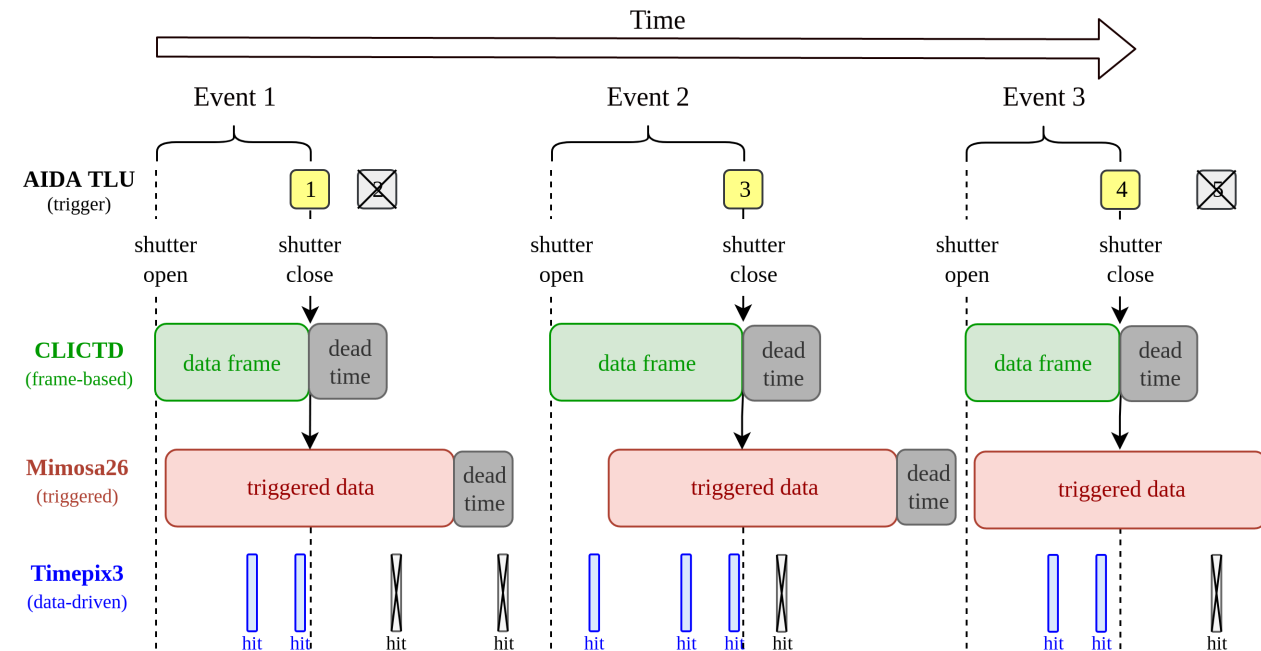 Time
Event 1 Event 2 Event 3
AIDA TLU
(trigger)
1 2 3 4 5
shutter shutter shutter shutter shutter shutter
open close open close open close
CLICTD
(frame-based)
data frame dead data frame dead data frame dead
time time time
Mimosa26
(triggered)
triggered data dead triggered data dead triggered data
time time
Timepix3
(data-driven)
hit hit hit hit hit hit hit hit hit hit hit